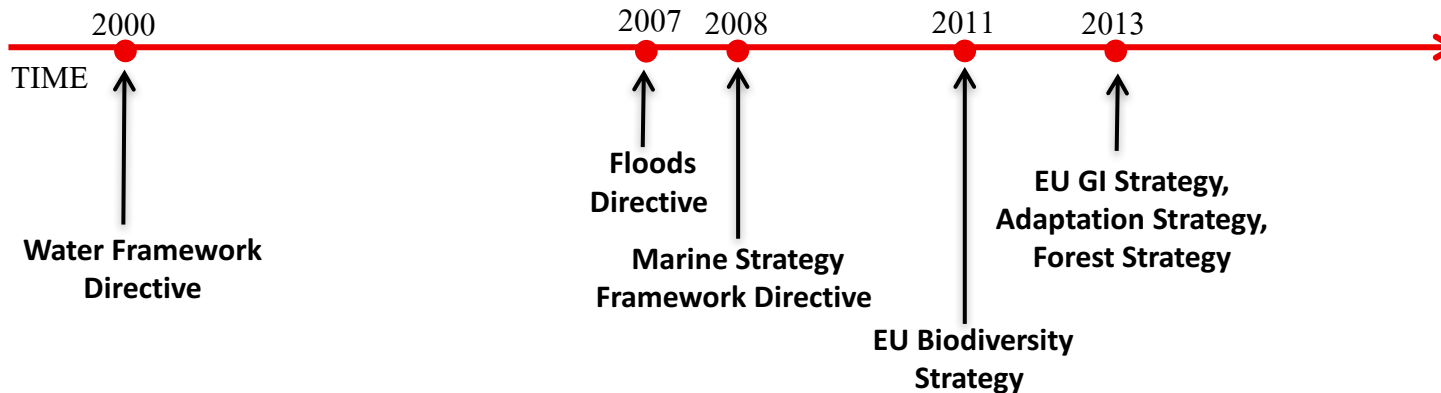 2000
2007
2008
2011
2013
TIME
Water Framework
Directive
Floods
Directive
Marine Strategy
Framework Directive
EU Biodiversity
Strategy
EU GI Strategy,
Adaptation Strategy,
Forest Strategy